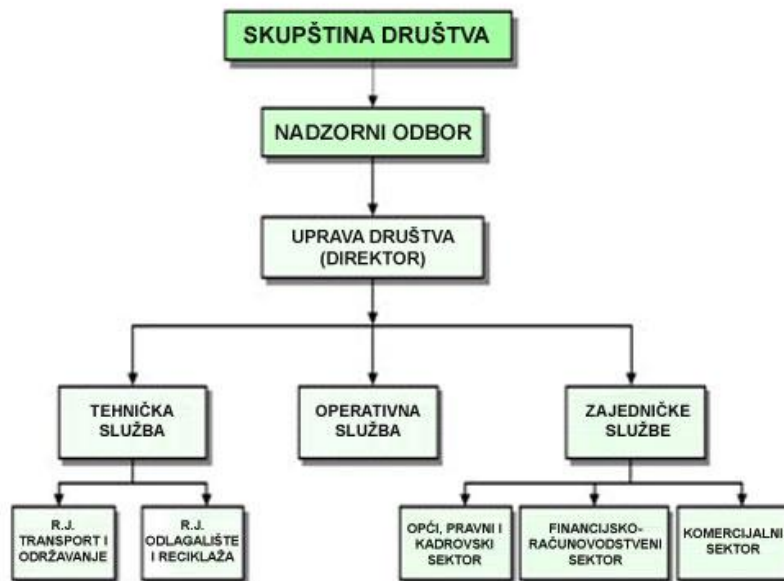 SKUPŠTINA DRUŠTVA
NADZORNI ODBOR
UPRAVA DRUŠTVA
(DIREKTOR)
TEHNIČKA
SLUŽBA
OPERATIVNA
SLUŽBA
ZAJEDNIČKE
SLUŽBE
R.J.
TRANSPORT I
ODRŽAVANJE
R.J.
ODLAGALIŠTE
I RECIKLAŽA
OPĆI, PRAVNI I
KADROVSKI
SEKTOR
FINANCIJSKO-
RAČUNOVODSTVENI
SEKTOR
KOMERCIJALNI
SEKTOR